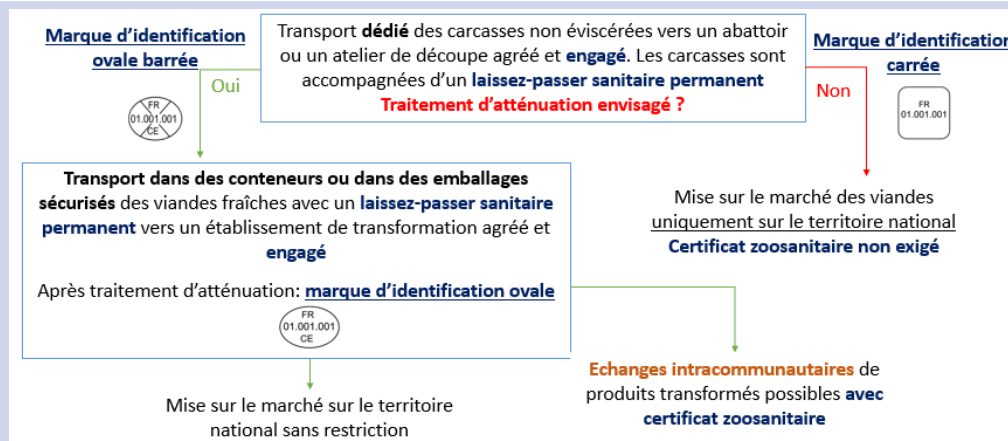 Marque d'identification
ovale barrée
FR
01.001.001
CE
Oui
Transport dédié des carcasses non éviscérées vers un abattoir
ou un atelier de découpe agréé et engagé. Les carcasses sont
accompagnées d'un laissez-passer sanitaire permanent
Traitement d'atténuation envisagé ?
Marque d'identification
carrée
Non
FR
01.001.001
Transport dans des conteneurs ou dans des emballages
sécurisés des viandes fraîches avec un laissez-passer sanitaire
permanent vers un établissement de transformation agréé et
engagé
Après traitement d'atténuation: marque d'identification ovale
FR
01.001.001
CE
Mise sur le marché des viandes
uniquement sur le territoire national
Certificat zoosanitaire non exigé
Mise sur le marché sur le territoire
national sans restriction
Echanges intracommunautaires de
produits transformés possibles avec
certificat zoosanitaire